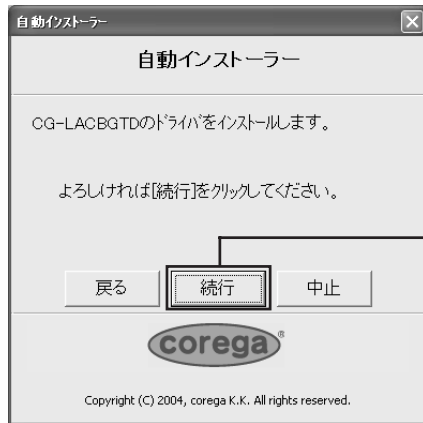 自動インストーラー
自動インストーラー
CG-LACBGTDのドライバをインストールします。
よろしければ[続行]をクリックしてください。
戻る 続行 中止
corega®
Copyright (C) 2004, corega K.K. All rights reserved.